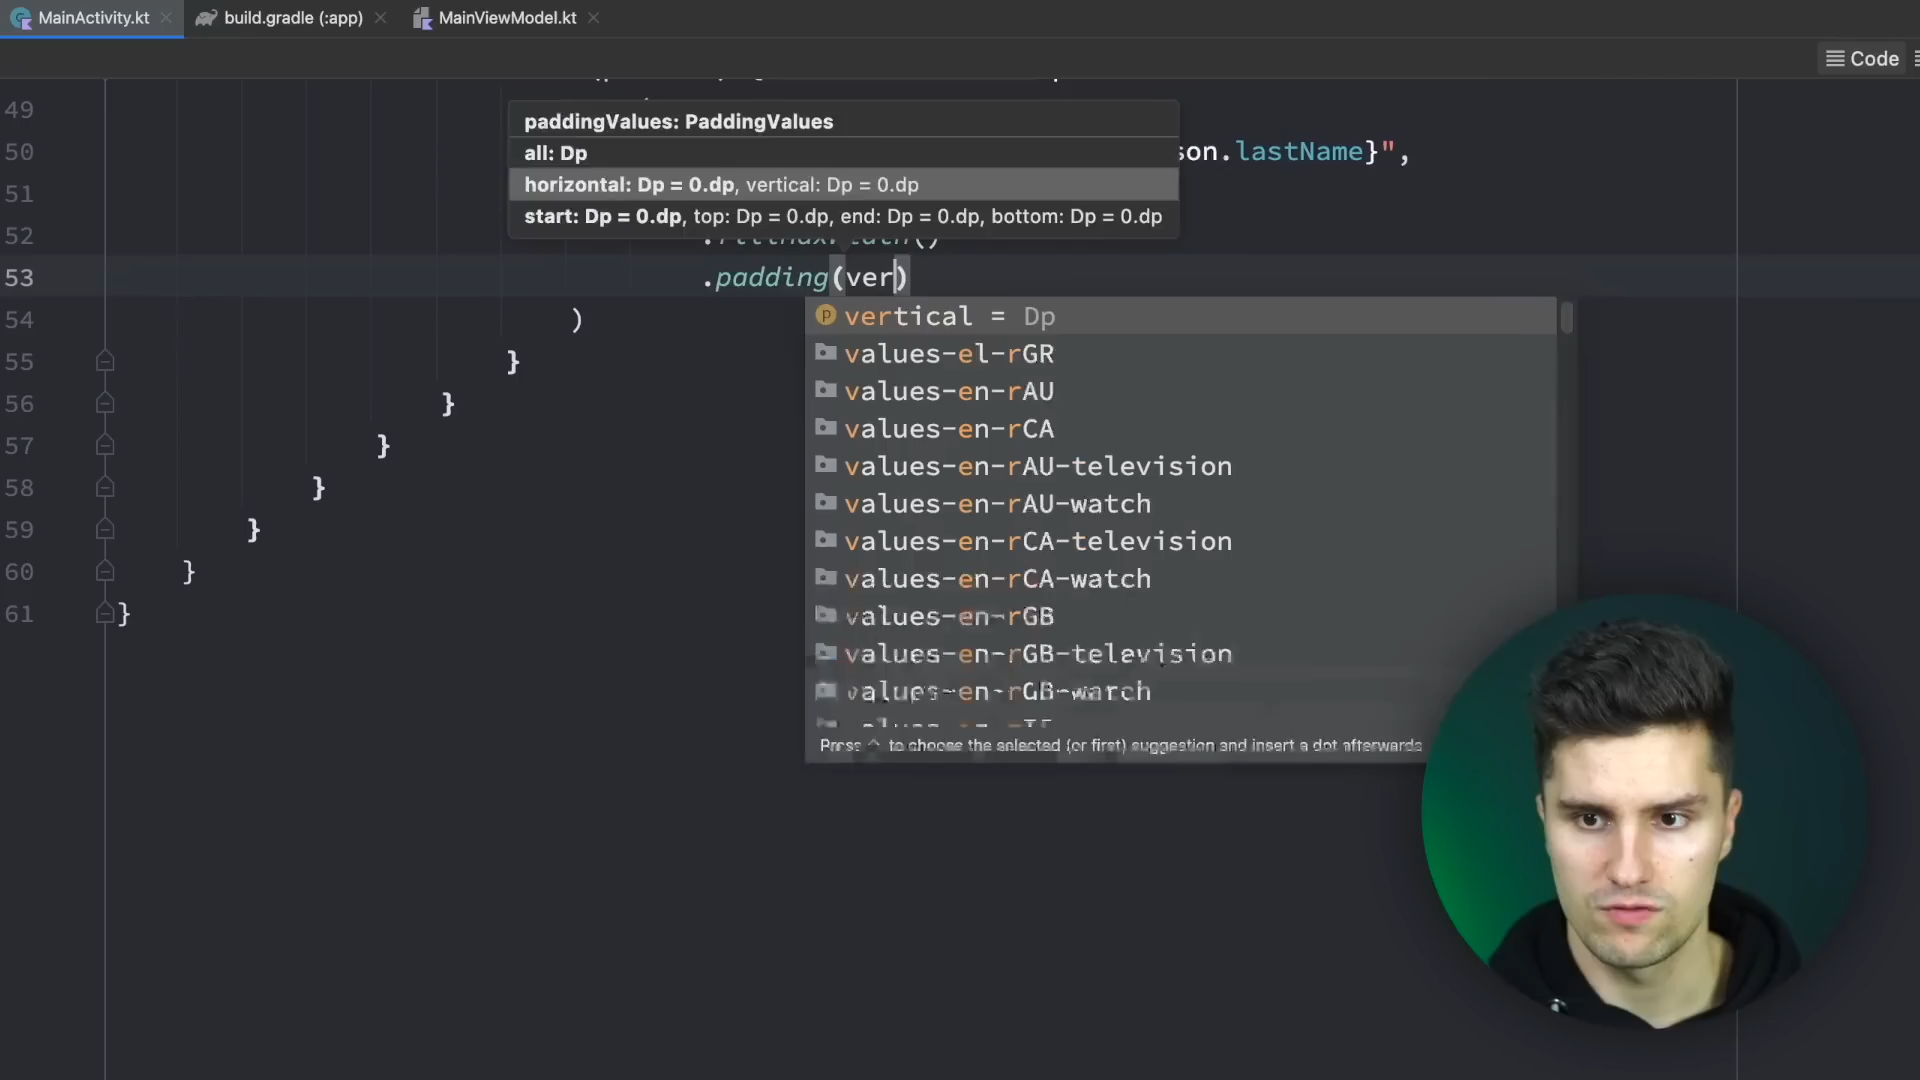 MainActivity.kt
build.gradle (:app)
MainViewModel.kt
Code
49
paddingValues: PaddingValues
all: Dp
50
son.lastName}",
horizontal: Dp = 0.dp, vertical: Dp = 0.dp
51
start: Dp = 0.dp, top: Dp = 0.dp, end: Dp = 0.dp, bottom: Dp = 0.dp
52
53
.padding(ver)
vertical = Dp
54
)
values-el-rGR
55
}
values-en-rAU
56
}
values-en-rCA
57
}
values-en-rAU-television
58
}
values-en-rAU-watch
59
}
values-en-rCA-television
60
}
values-en-rCA-watch
61
}
values-en-rGB
values-en-rGB-television
values-en-rGB-watch
Press ^. to choose the selected (or first) suggestion and insert a dot afterwards